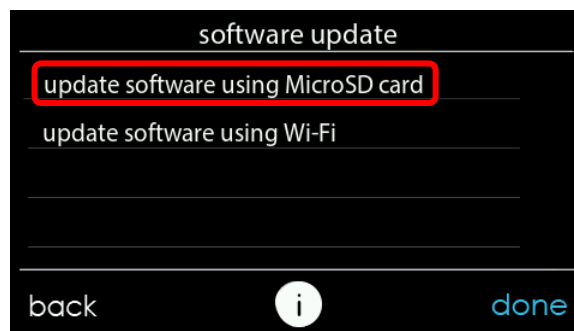 software update
update software using MicroSD card
update software using Wi-Fi
back i done